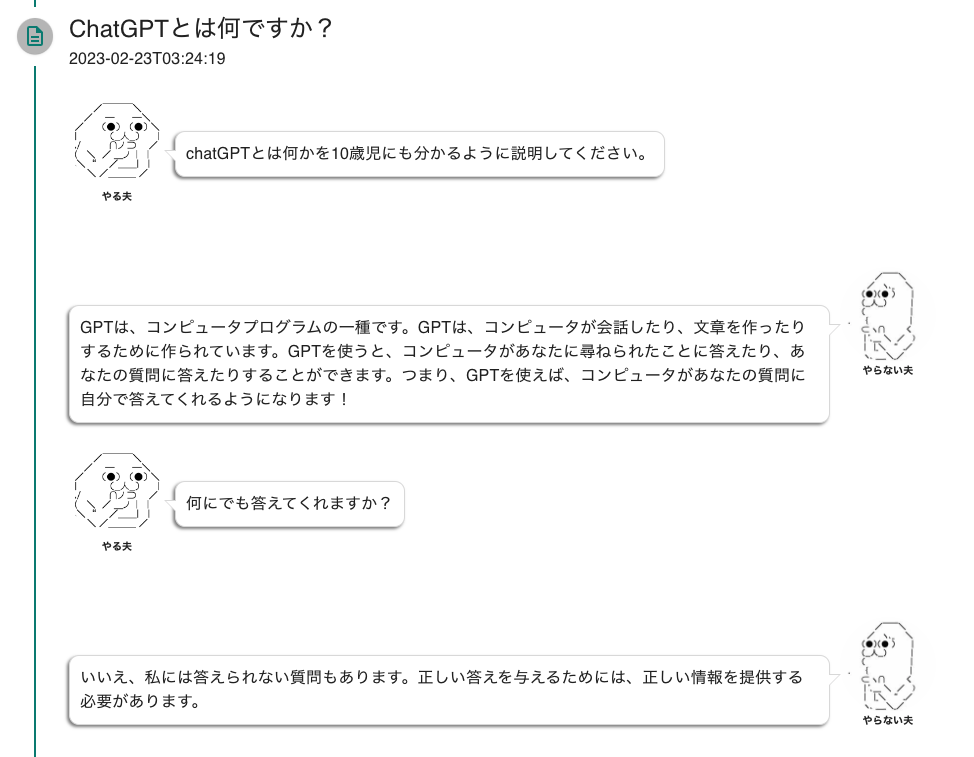 ChatGPTとは何ですか？
2023-02-23T03:24:19
chatGPTとは何かを10歳児にも分かるように説明してください。
やる夫
GPTは、コンピュータプログラムの一種です。GPTは、コンピュータが会話したり、文章を作ったり
するために作られています。GPTを使うと、コンピュータがあなたに尋ねられたことに答えたり、あ
なたの質問に答えたりすることができます。つまり、GPTを使えば、コンピュータがあなたの質問に
自分で答えてくれるようになります！
やらない夫
何にでも答えてくれますか？
やる夫
いいえ、私には答えられない質問もあります。正しい答えを与えるためには、正しい情報を提供する
必要があります。
やらない夫